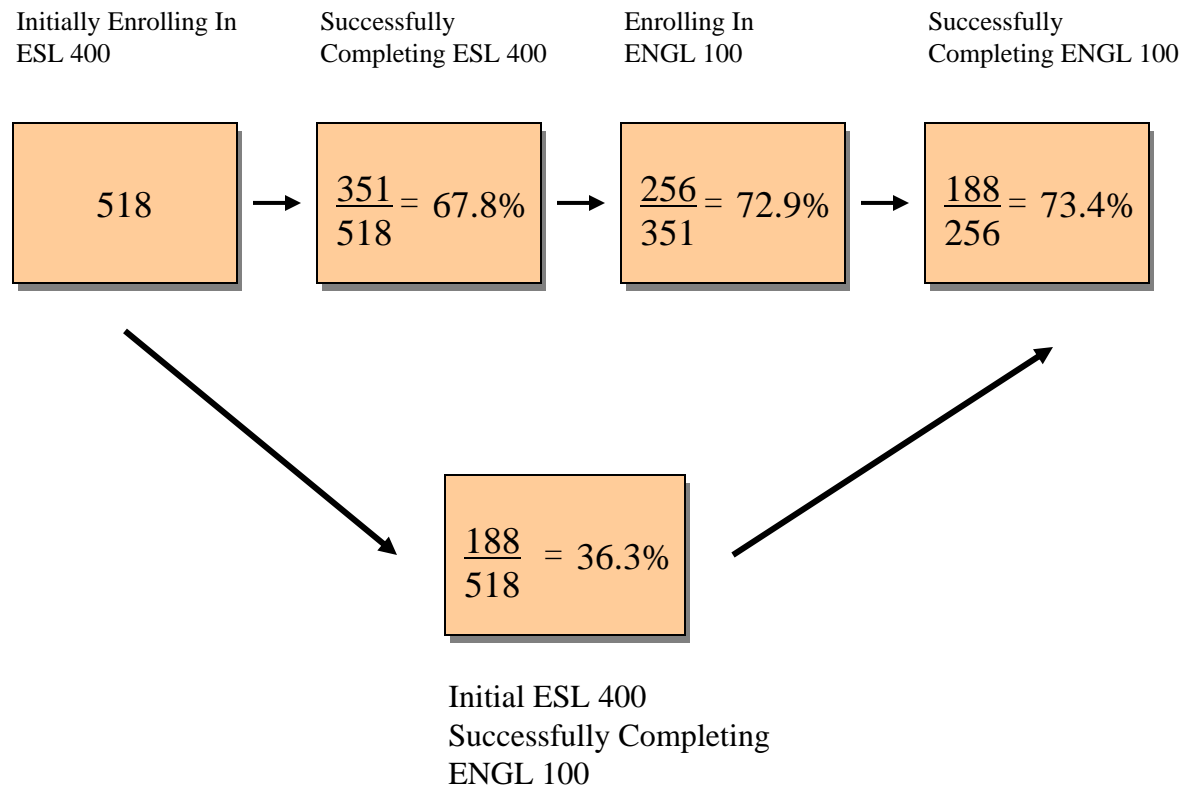 Initially Enrolling In
ESL 400
Successfully
Completing ESL 400
Enrolling In
ENGL 100
Successfully
Completing ENGL 100
518
351
518
= 67.8%
256
351
= 72.9%
188
256
= 73.4%
188
518
= 36.3%
Initial ESL 400
Successfully Completing
ENGL 100